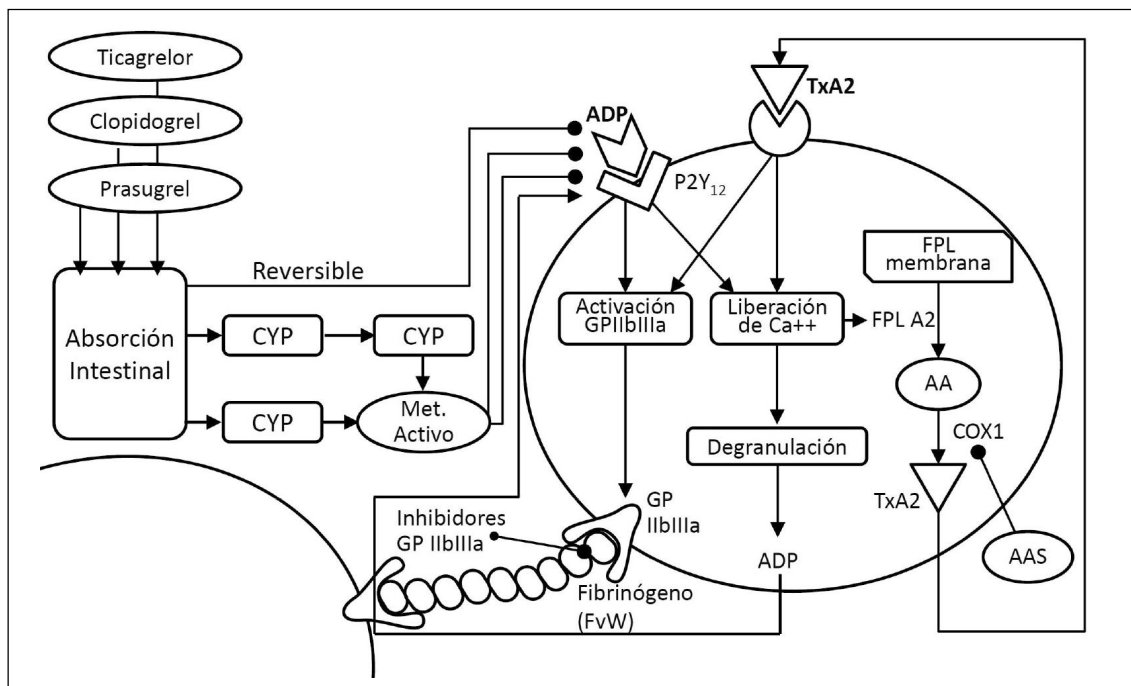 Ticagrelor
Clopidogrel
Prasugrel
Absorción
Intestinal
Reversible
CYP
CYP
CYP
Met.
Activo
ADP
TxA2
P2Y12
Activación
GPIIbIIIa
Liberación
de Ca++
FPL
membrana
FPL A2
AA
COX1
TxA2
AAS
Degranulación
ADP
GP
IIbIIIa
Inhibidores
GP IIbIIIa
Fibrinógeno
(FvW)